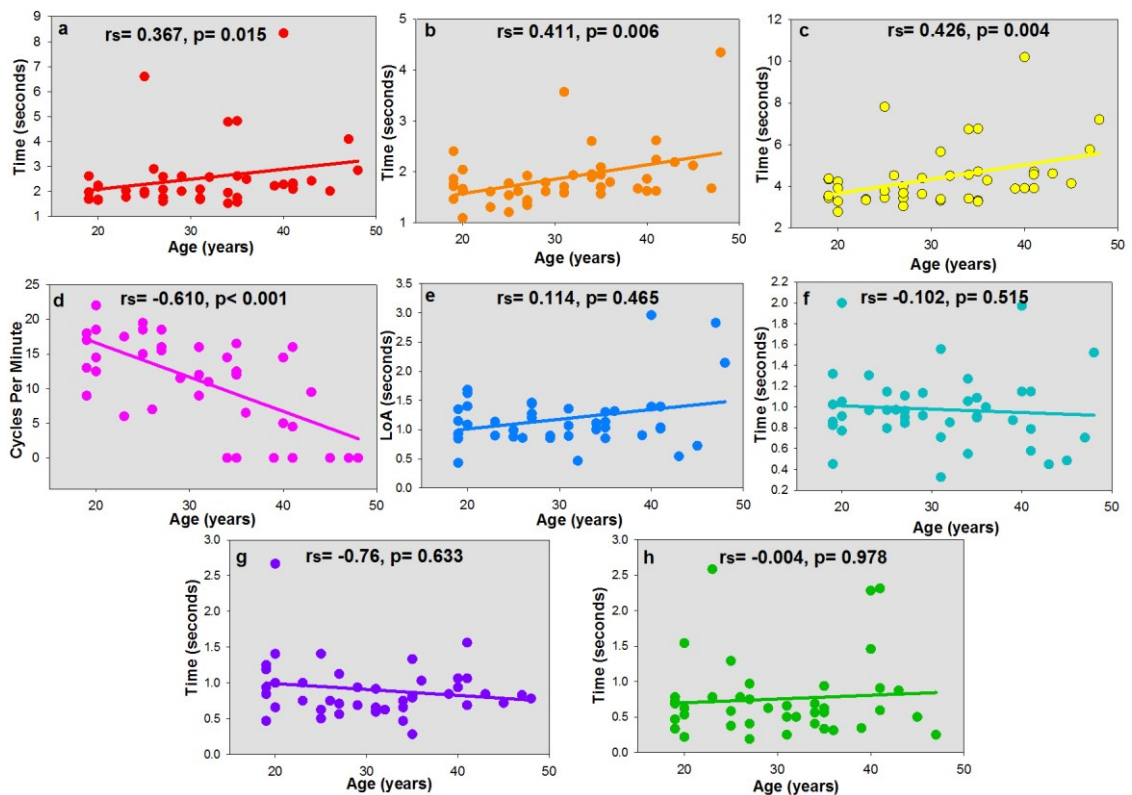 a
rs= 0.367, p= 0.015
Time (seconds)
9
8
7
6
5
4
3
2
1
20
30
40
50
Age (years)
b
rs= 0.411, p= 0.006
Time (seconds)
5
4
3
2
1
20
30
40
50
Age (years)
c
rs= 0.426, p= 0.004
Time (seconds)
12
10
8
6
4
2
20
30
40
50
Age (years)
d
rs= -0.610, p< 0.001
Cycles Per Minute
25
20
15
10
5
0
20
30
40
50
Age (years)
e
rs= 0.114, p= 0.465
LoA (seconds)
3.5
3.0
2.5
2.0
1.5
1.0
0.5
0.0
20
30
40
50
Age (years)
f
rs= -0.102, p= 0.515
Time (seconds)
2.2
2.0
1.8
1.6
1.4
1.2
1.0
0.8
0.6
0.4
0.2
20
30
40
50
Age (years)
g
rs= -0.76, p= 0.633
Time (seconds)
3.0
2.5
2.0
1.5
1.0
0.5
0.0
20
30
40
50
Age (years)
h
rs= -0.004, p= 0.978
Time (seconds)
3.0
2.5
2.0
1.5
1.0
0.5
0.0
20
30
40
50
Age (years)